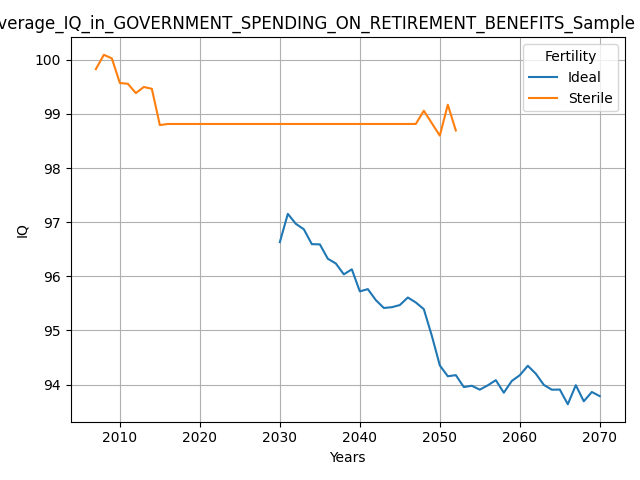 verage_IQ_in_GOVERNMENT_SPENDING_ON_RETIREMENT_BENEFITS_Sample
Fertility
Ideal
Sterile
100
99
98
97
96
95
94
IQ
2010 2020 2030 2040 2050 2060 2070
Years